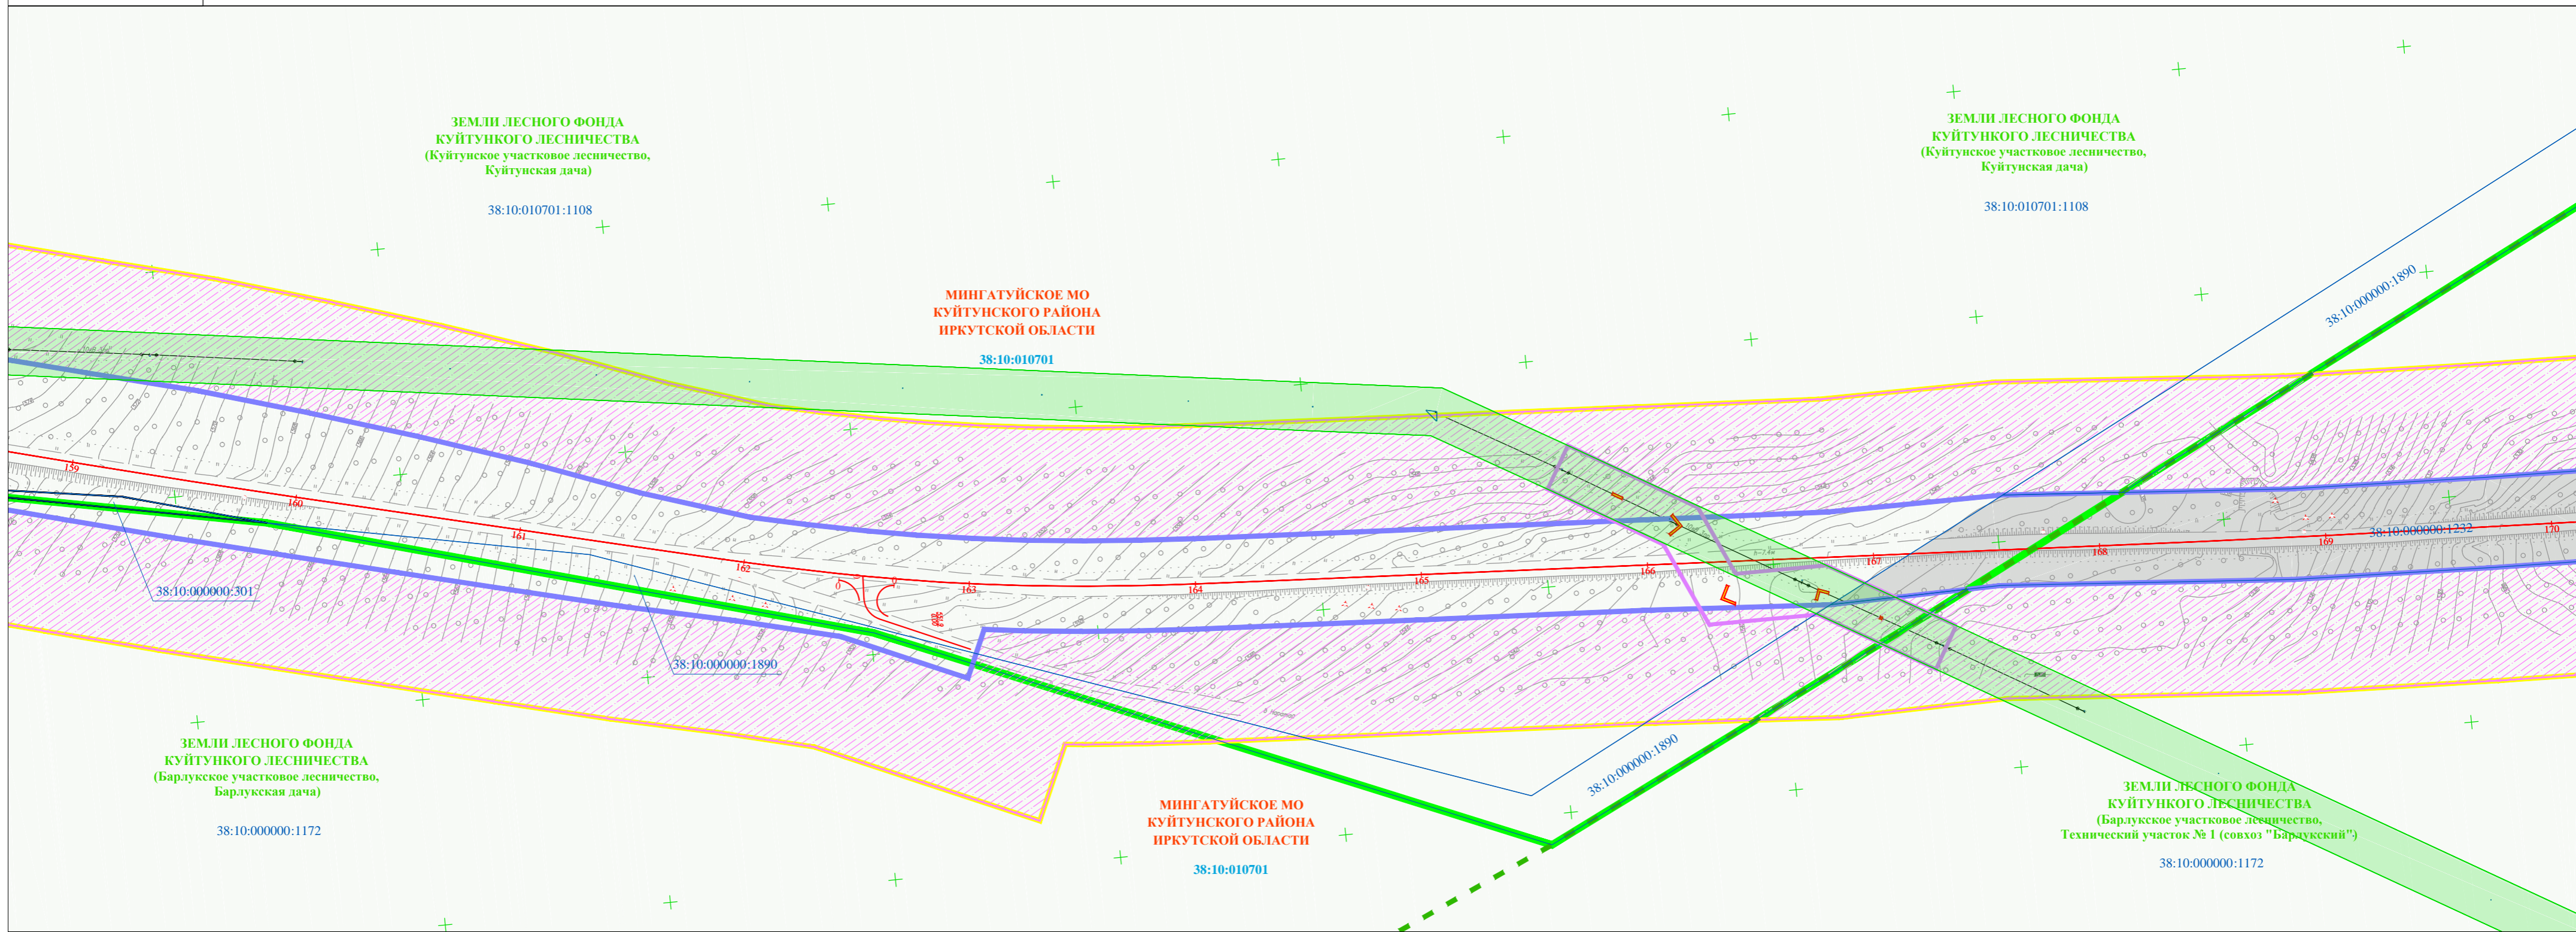 ЗЕМЛИ ЛЕСНОГО ФОНДА
КУЙТУНКОГО ЛЕСНИЧЕСТВА
(Куйтунское участковое лесничество,
Куйтунская дача)
38:10:010701:1108
ЗЕМЛИ ЛЕСНОГО ФОНДА
КУЙТУНКОГО ЛЕСНИЧЕСТВА
(Куйтунское участковое лесничество,
Куйтунская дача)
38:10:010701:1108
МИНГАТУЙСКОЕ МО
КУЙТУНСКОГО РАЙОНА
ИРКУТСКОЙ ОБЛАСТИ
38:10:010701
38:10:000000:1890
159
160
161
162
163
164
165
166
167
168
169
170
38:10:000000:1232
38:10:000000:301
38:10:000000:1890
38:10:000000:1890
ЗЕМЛИ ЛЕСНОГО ФОНДА
КУЙТУНКОГО ЛЕСНИЧЕСТВА
(Барлукское участковое лесничество,
Барлукская дача)
38:10:000000:1172
МИНГАТУЙСКОЕ МО
КУЙТУНСКОГО РАЙОНА
ИРКУТСКОЙ ОБЛАСТИ
38:10:010701
ЗЕМЛИ ЛЕСНОГО ФОНДА
КУЙТУНКОГО ЛЕСНИЧЕСТВА
(Барлукское участковое лесничество,
Технический участок № 1 (совхоз "Барлукский")
38:10:000000:1172